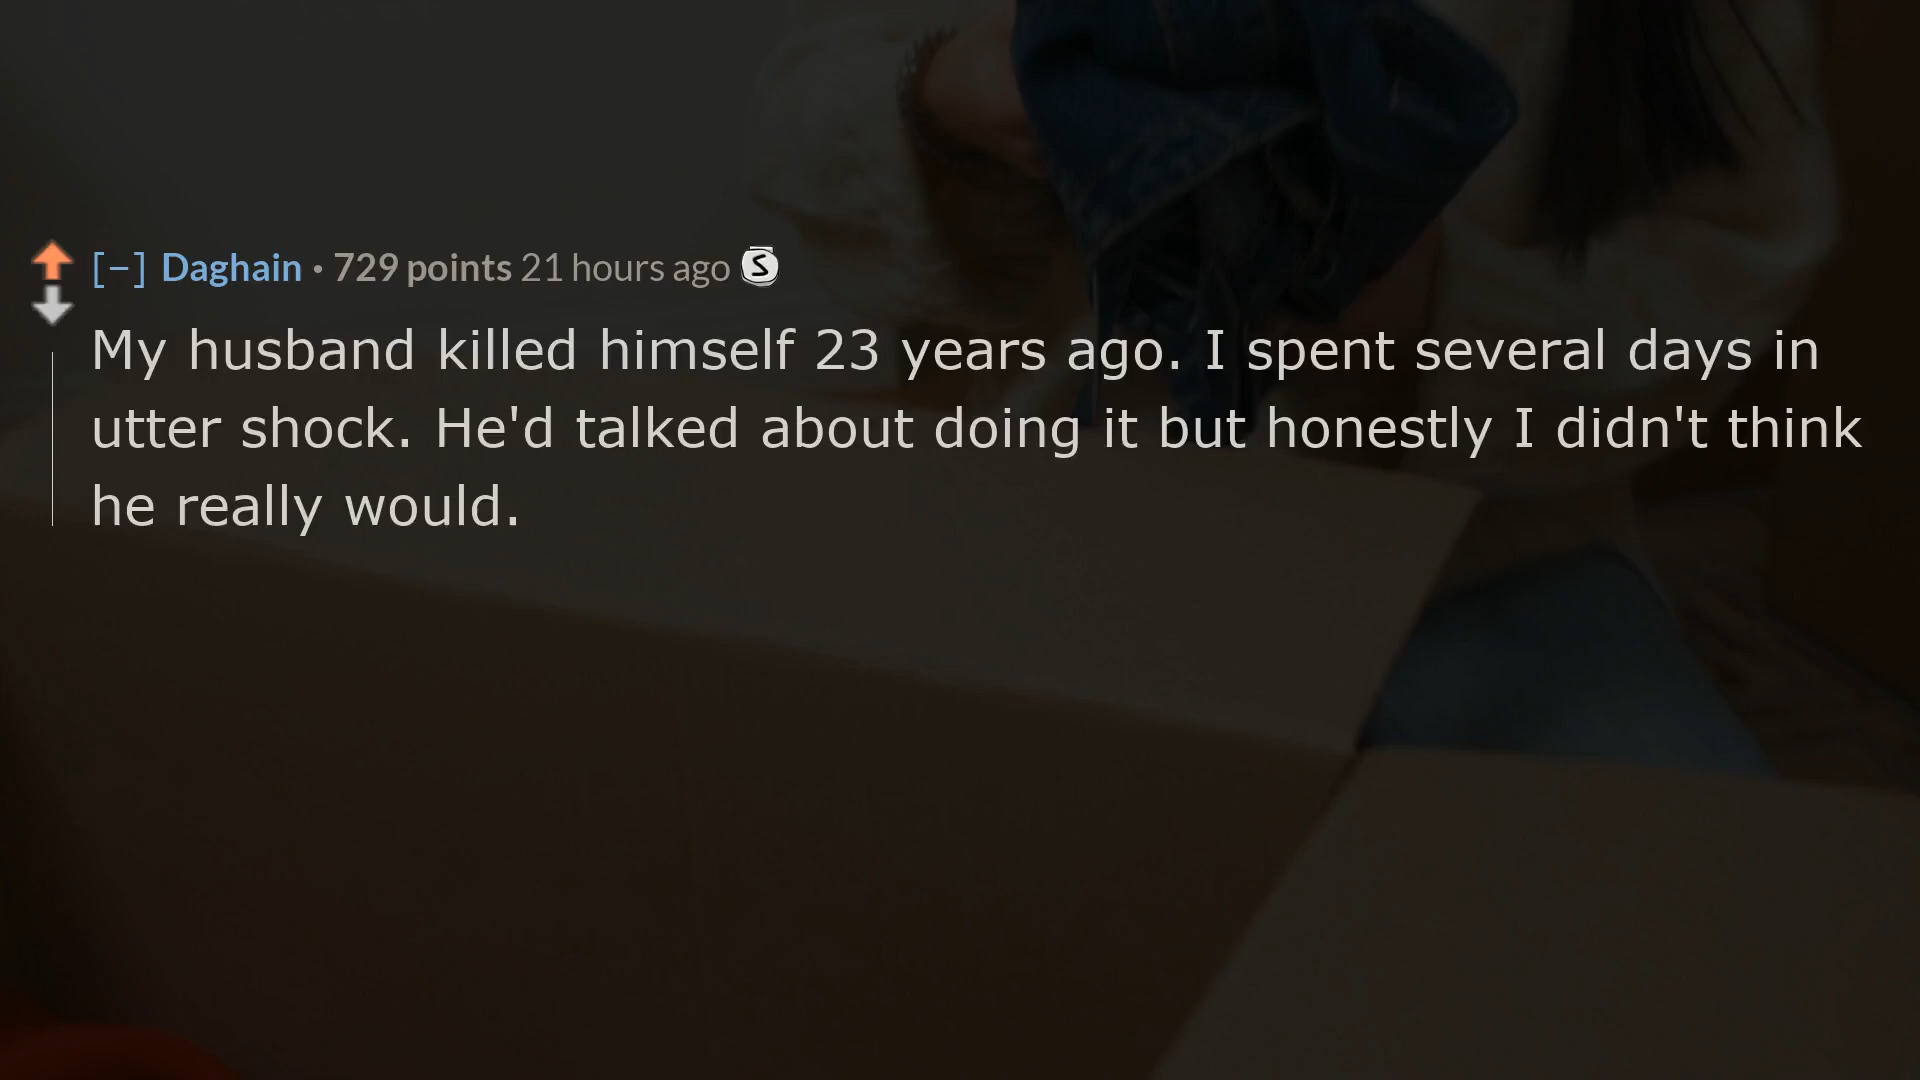 [–] Daghain • 729 points 21 hours ago S
My husband killed himself 23 years ago. I spent several days in
utter shock. He'd talked about doing it but honestly I didn't think
he really would.